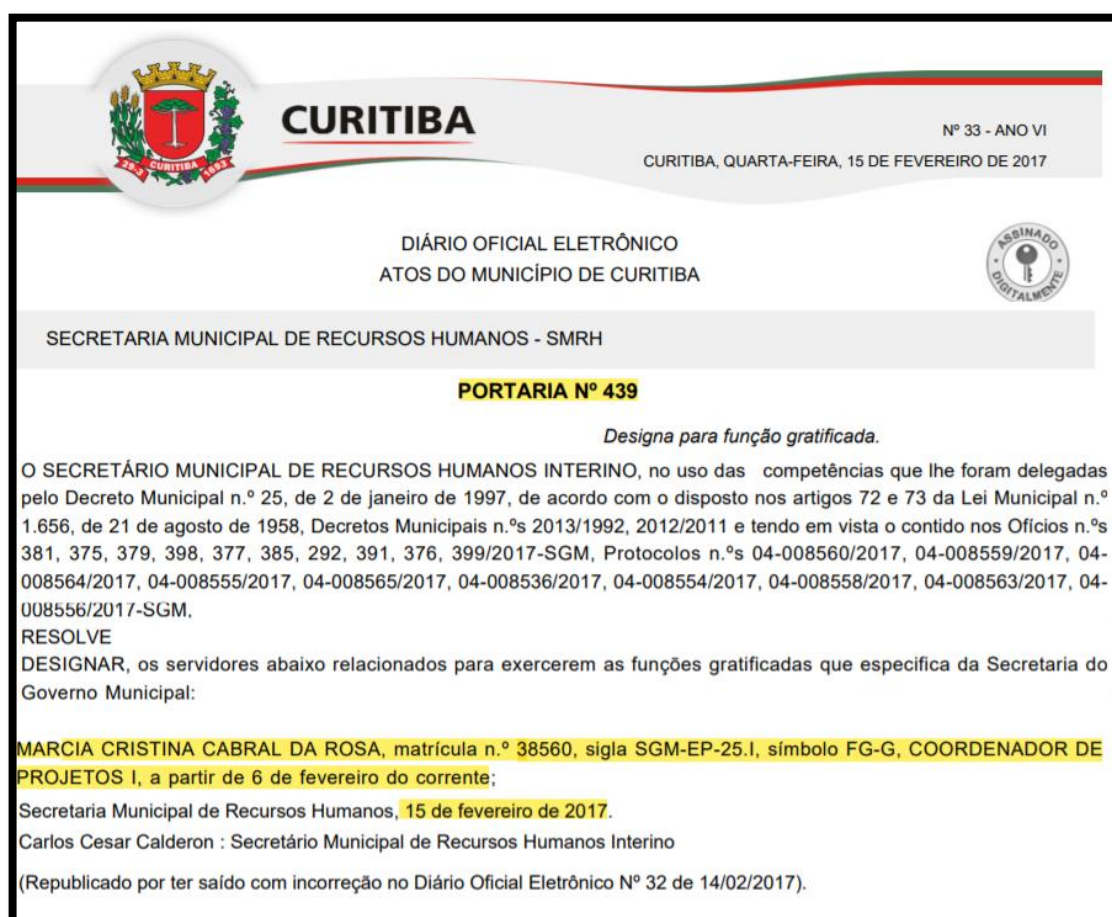 CURITIBA
29-3 CURITIBA 1693
Nº 33 - ANO VI
CURITIBA, QUARTA-FEIRA, 15 DE FEVEREIRO DE 2017
DIÁRIO OFICIAL ELETRÔNICO
ATOS DO MUNICÍPIO DE CURITIBA
ASSINADO DIGITALMENTE
SECRETARIA MUNICIPAL DE RECURSOS HUMANOS - SMRH
PORTARIA Nº 439
Designa para função gratificada.
O SECRETÁRIO MUNICIPAL DE RECURSOS HUMANOS INTERINO, no uso das competências que lhe foram delegadas
pelo Decreto Municipal n.º 25, de 2 de janeiro de 1997, de acordo com o disposto nos artigos 72 e 73 da Lei Municipal n.º
1.656, de 21 de agosto de 1958, Decretos Municipais n.ºs 2013/1992, 2012/2011 e tendo em vista o contido nos Ofícios n.ºs
381, 375, 379, 398, 377, 385, 292, 391, 376, 399/2017-SGM, Protocolos n.ºs 04-008560/2017, 04-008559/2017, 04-
008564/2017, 04-008555/2017, 04-008565/2017, 04-008536/2017, 04-008554/2017, 04-008558/2017, 04-008563/2017, 04-
008556/2017-SGM,
RESOLVE
DESIGNAR, os servidores abaixo relacionados para exercerem as funções gratificadas que especifica da Secretaria do
Governo Municipal:
MARCIA CRISTINA CABRAL DA ROSA, matrícula n.º 38560, sigla SGM-EP-25.I, símbolo FG-G, COORDENADOR DE
PROJETOS I, a partir de 6 de fevereiro do corrente;
Secretaria Municipal de Recursos Humanos, 15 de fevereiro de 2017.
Carlos Cesar Calderon : Secretário Municipal de Recursos Humanos Interino
(Republicado por ter saído com incorreção no Diário Oficial Eletrônico Nº 32 de 14/02/2017).